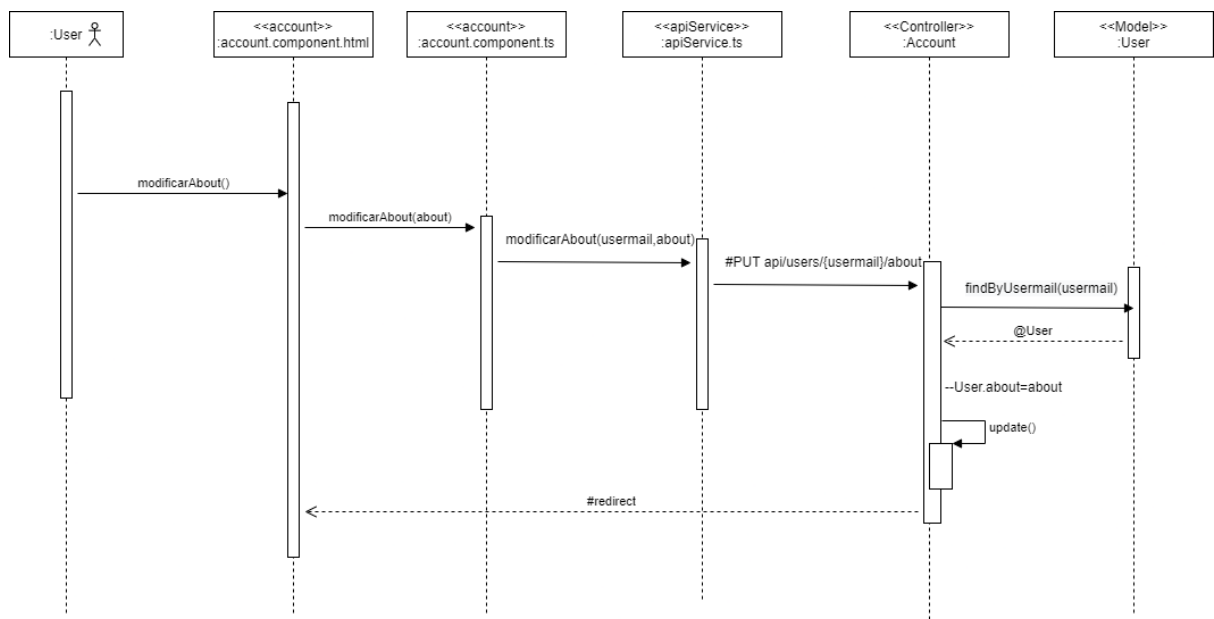 :User
<<account>>
:account.component.html
<<account>>
:account.component.ts
<<apiService>>
:apiService.ts
<<Controller>>
:Account
<<Model>>
:User
modificarAbout()
modificarAbout(about)
modificarAbout(usermail,about)
#PUT api/users/{usermail}/about
findByUsermail(usermail)
@User
--User.about=about
update()
#redirect